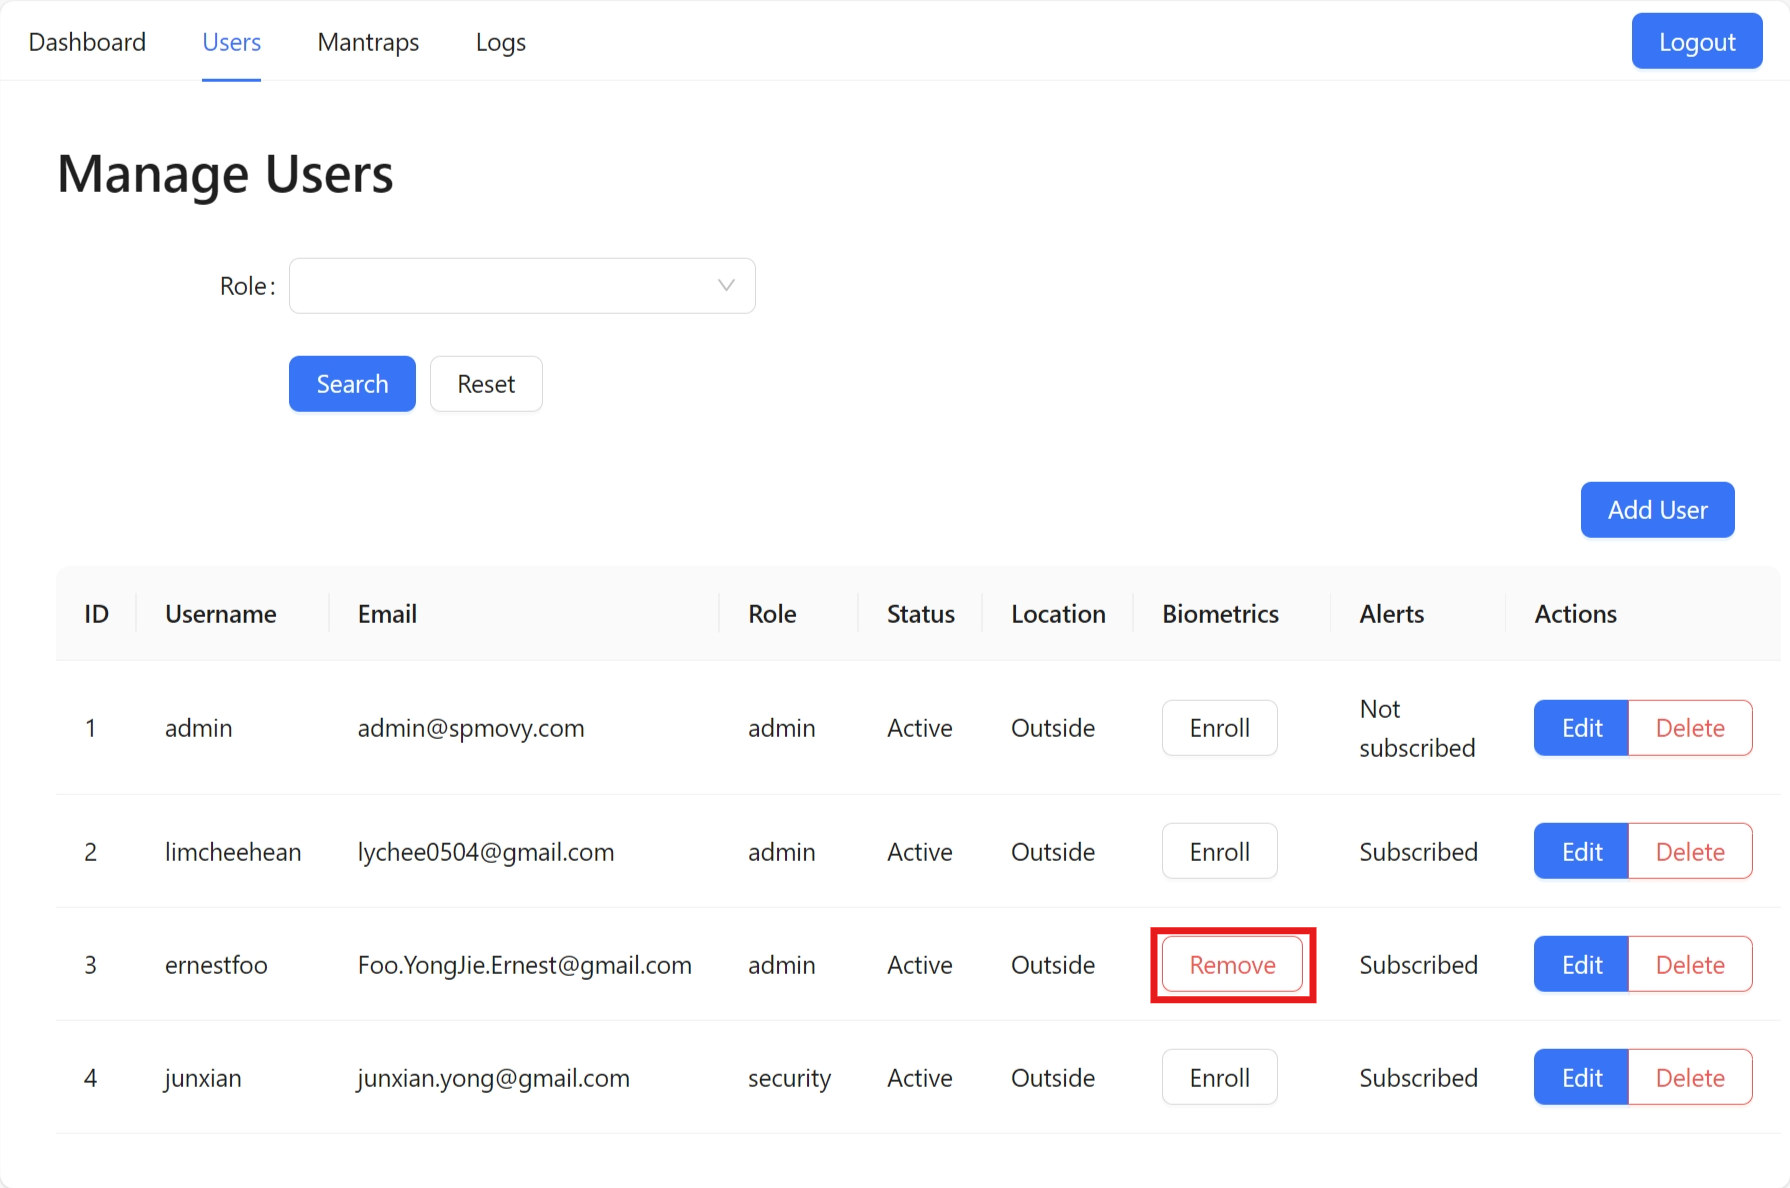 Dashboard Users Mantraps Logs Logout
Manage Users
Role:
Search Reset
Add User
ID Username Email Role Status Location Biometrics Alerts Actions
1 admin admin@spmovy.com admin Active Outside Enroll Not subscribed Edit Delete
2 limcheehean lychee0504@gmail.com admin Active Outside Enroll Subscribed Edit Delete
3 ernestfoo Foo.YongJie.Ernest@gmail.com admin Active Outside Remove Subscribed Edit Delete
4 junxian junxian.yong@gmail.com security Active Outside Enroll Subscribed Edit Delete